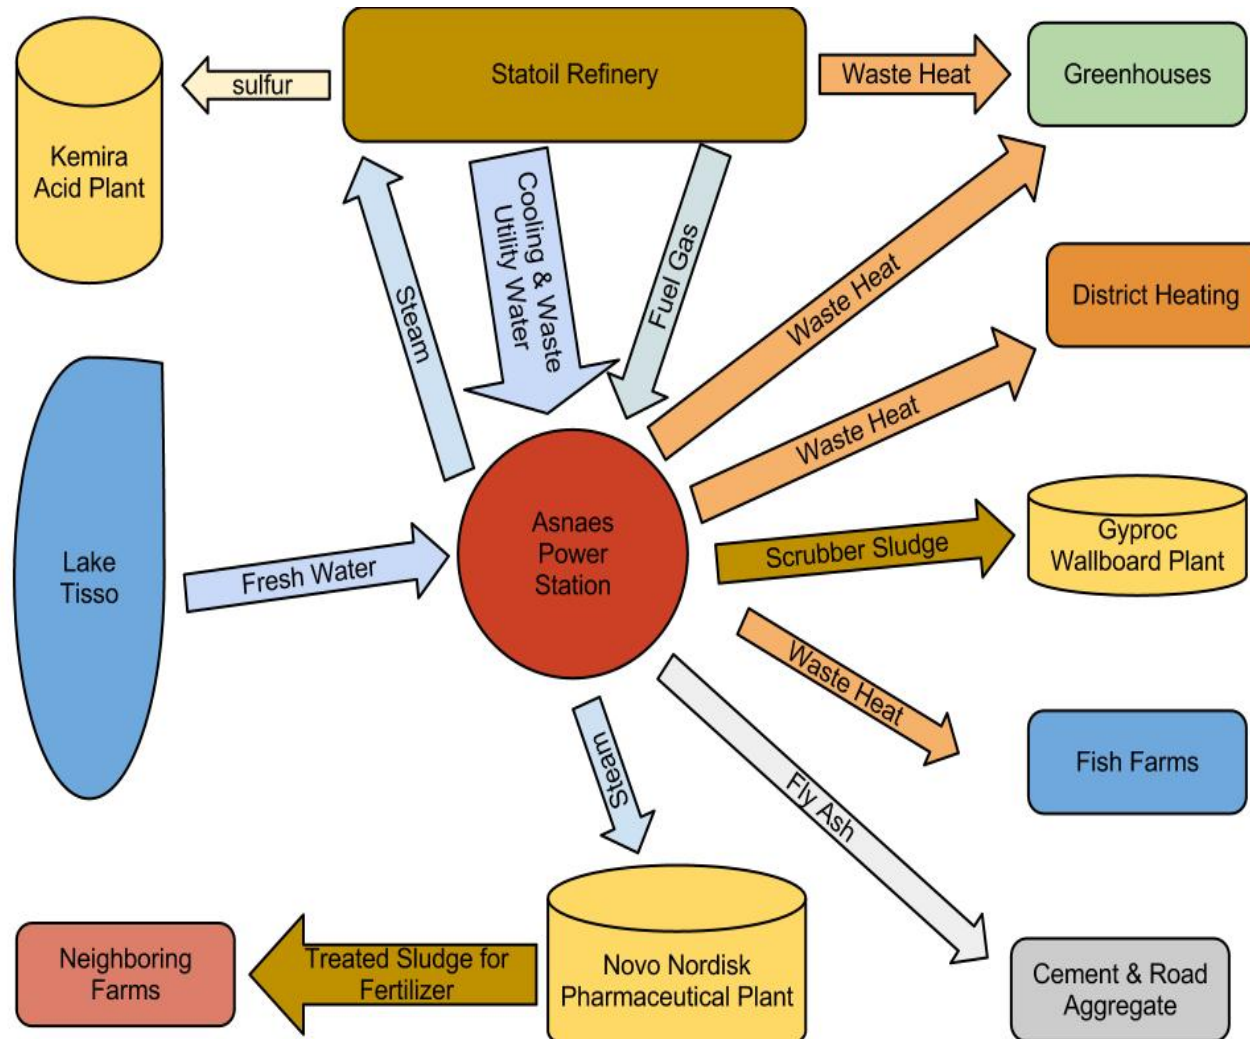 Statoil Refinery
sulfur
Waste Heat
Greenhouses
Kemira
Acid Plant
Steam
Cooling & Waste
Utility Water
Fuel Gas
Waste Heat
District Heating
Waste Heat
Lake
Tisso
Fresh Water
Asnaes
Power
Station
Scrubber Sludge
Gyproc
Wallboard Plant
Waste Heat
Fish Farms
Steam
Fly Ash
Neighboring
Farms
Treated Sludge for
Fertilizer
Novo Nordisk
Pharmaceutical Plant
Cement & Road
Aggregate